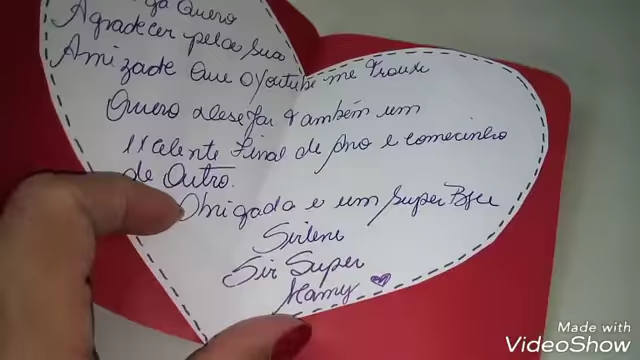 Quero
Agradecer pela sua
Amizade que o Youtube me trouxe
Quero desejar também um
Excelente Final de Ano e comecinho
de Outro.
Obrigada e um super
Sirlene
Sir Super
Mamy
Made with
VideoShow